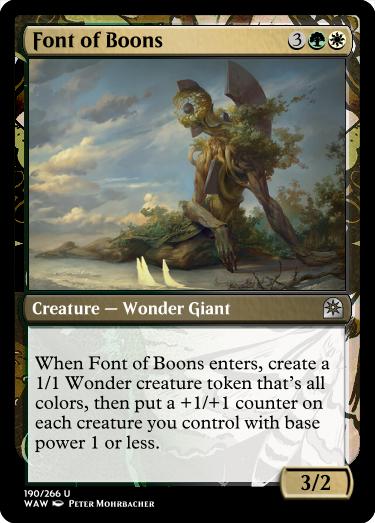 Font of Boons 3
Creature — Wonder Giant
When Font of Boons enters, create a
1/1 Wonder creature token that's all
colors, then put a +1/+1 counter on
each creature you control with base
power 1 or less.
3/2
190/266 U
WAW Peter Mohrbacher